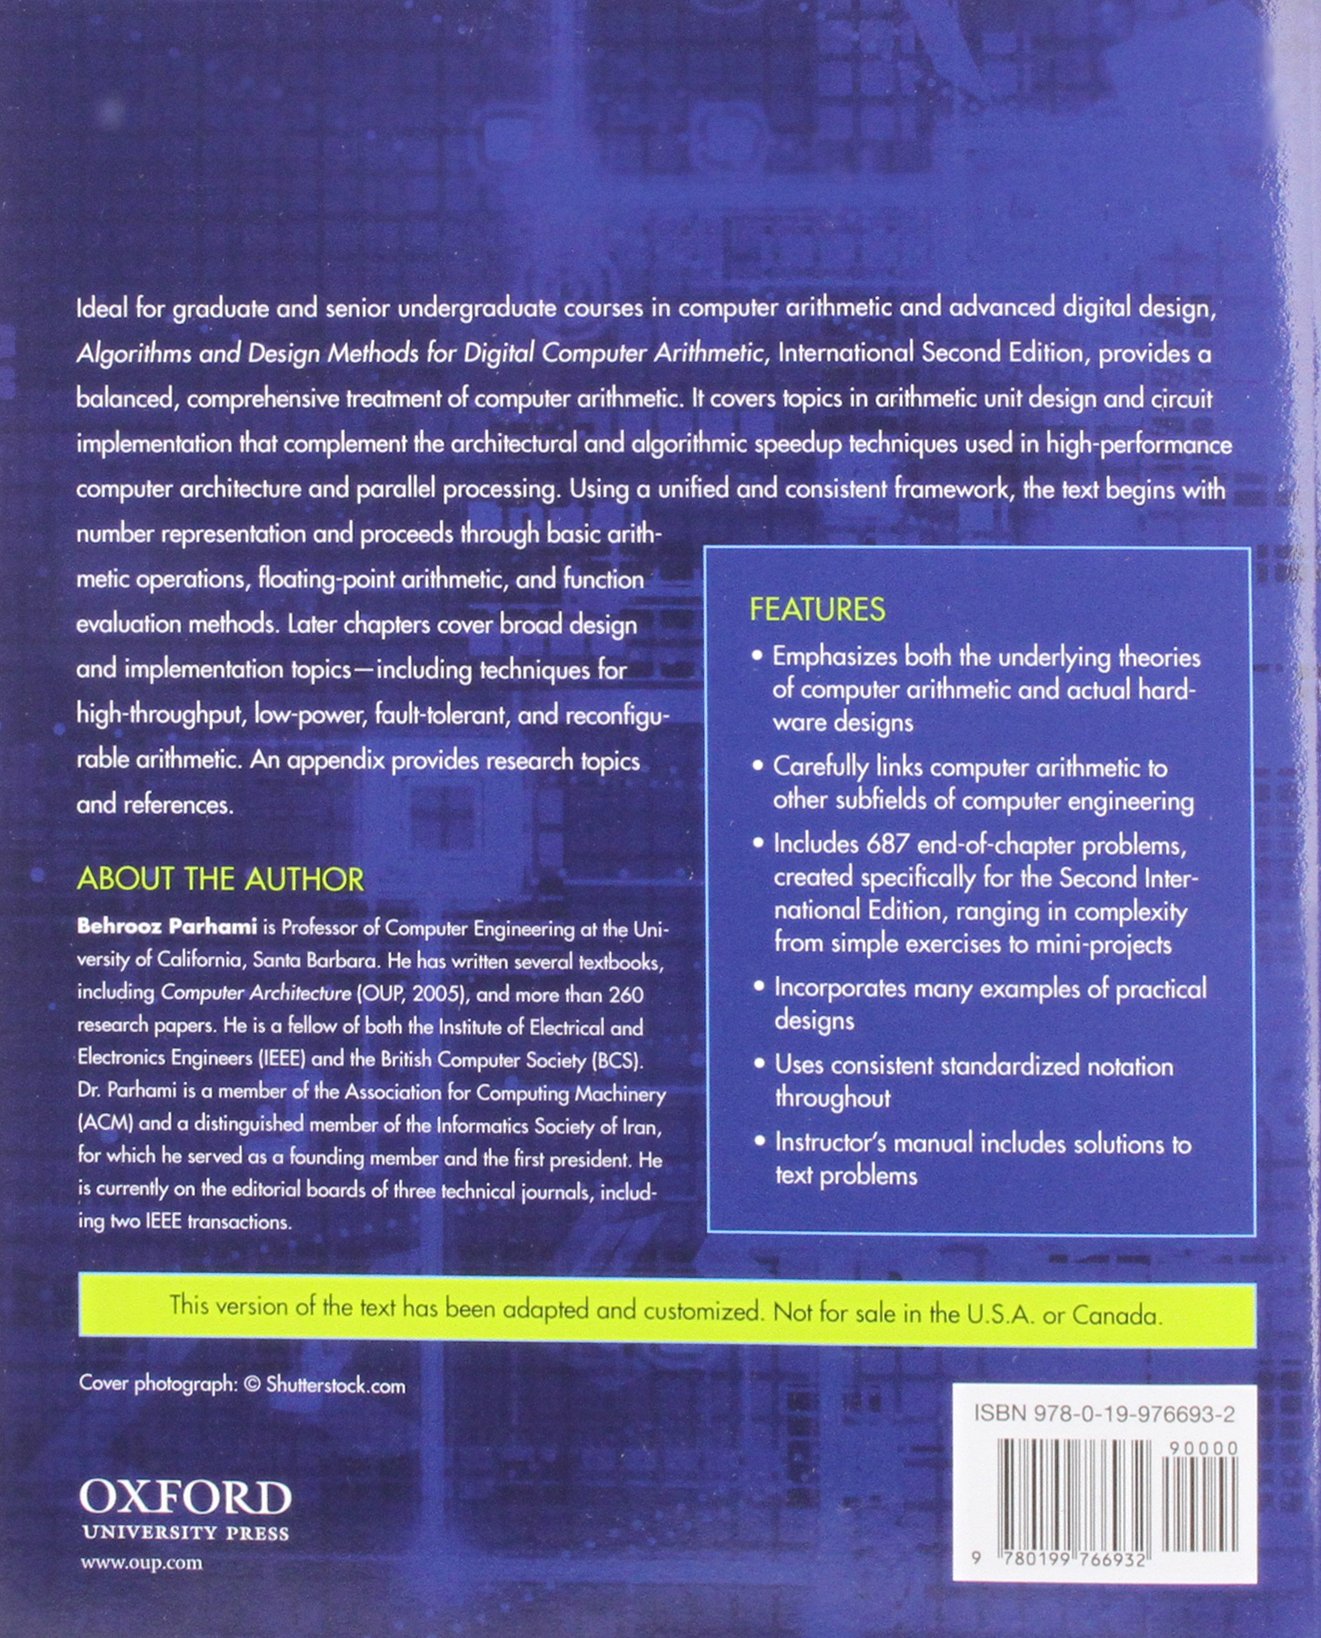 Ideal for graduate and senior undergraduate courses in computer arithmetic and advanced digital design,
Algorithms and Design Methods for Digital Computer Arithmetic, International Second Edition, provides a
balanced, comprehensive treatment of computer arithmetic. It covers topics in arithmetic unit design and circuit
implementation that complement the architectural and algorithmic speedup techniques used in high-performance
computer architecture and parallel processing. Using a unified and consistent framework, the text begins with
number representation and proceeds through basic arith-
metic operations, floating-point arithmetic, and function
evaluation methods. Later chapters cover broad design
and implementation topics—including techniques for
high-throughput, low-power, fault-tolerant, and reconfigu-
rable arithmetic. An appendix provides research topics
and references.
ABOUT THE AUTHOR
Behrooz Parhami is Professor of Computer Engineering at the Uni-
versity of California, Santa Barbara. He has written several textbooks,
including Computer Architecture (OUP, 2005), and more than 260
research papers. He is a fellow of both the Institute of Electrical and
Electronics Engineers (IEEE) and the British Computer Society (BCS).
Dr. Parhami is a member of the Association for Computing Machinery
(ACM) and a distinguished member of the Informatics Society of Iran,
for which he served as a founding member and the first president. He
is currently on the editorial boards of three technical journals, includ-
ing two IEEE transactions.
FEATURES
• Emphasizes both the underlying theories
of computer arithmetic and actual hard-
ware designs
• Carefully links computer arithmetic to
other subfields of computer engineering
• Includes 687 end-of-chapter problems,
created specifically for the Second Inter-
national Edition, ranging in complexity
from simple exercises to mini-projects
• Incorporates many examples of practical
designs
• Uses consistent standardized notation
throughout
• Instructor's manual includes solutions to
text problems
This version of the text has been adapted and customized. Not for sale in the U.S.A. or Canada.
Cover photograph: © Shutterstock.com
OXFORD
UNIVERSITY PRESS
www.oup.com
ISBN 978-0-19-976693-2
90000
9 780199 766932